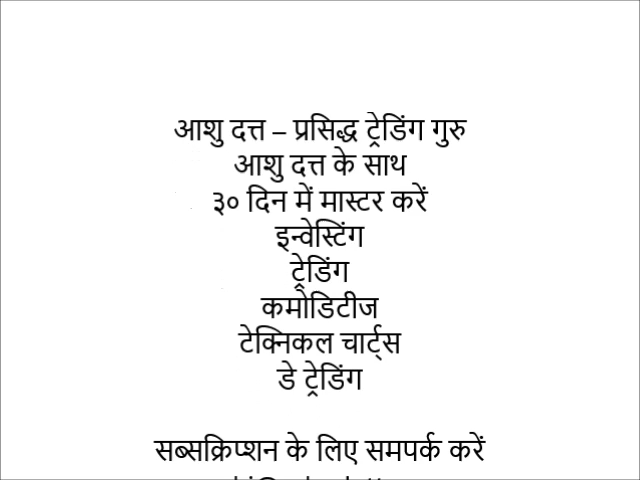 आशु दत्त – प्रसिद्ध ट्रेडिंग गुरु
आशु दत्त के साथ
३० दिन में मास्टर करें
इन्वेस्टिंग
ट्रेडिंग
कमोडिटीज
टेक्निकल चार्ट्स
डे ट्रेडिंग
सब्सक्रिप्शन के लिए समपर्क करें